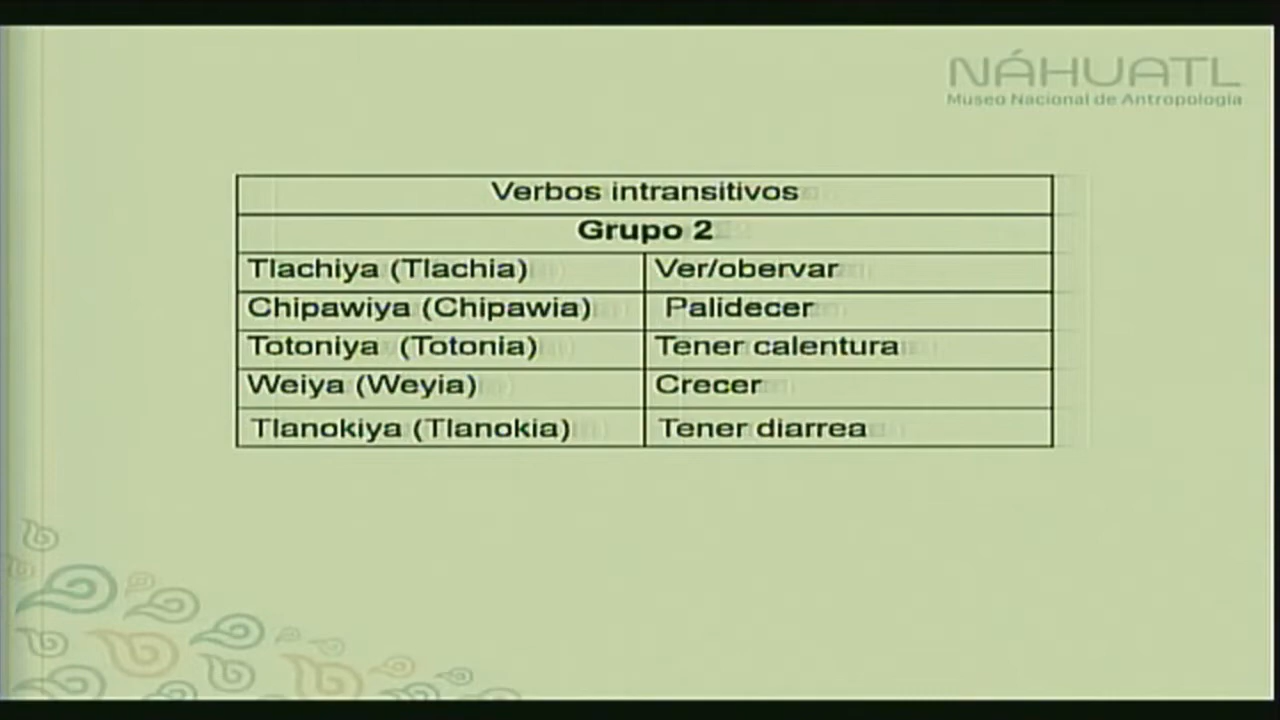 NÁHUATL
Museo Nacional de Antropología
Verbos intransitivos
Grupo 2
Tlachiya (Tlachia) Ver/obervar
Chipawiya (Chipawia) Palidecer
Totoniya (Totonia) Tener calentura
Weiya (Weyia) Crecer
Tlanokiya (Tlanokia) Tener diarrea